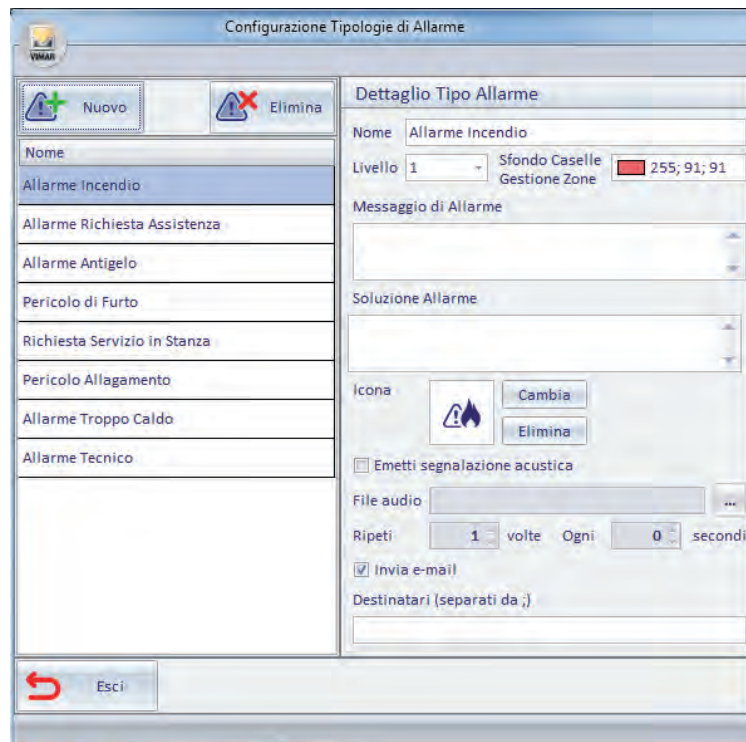 Configurazione Tipologie di Allarme
VIMAR
Nuovo
Elimina
Nome
Allarme Incendio
Allarme Richiesta Assistenza
Allarme Antigelo
Pericolo di Furto
Richiesta Servizio in Stanza
Pericolo Allagamento
Allarme Troppo Caldo
Allarme Tecnico
Dettaglio Tipo Allarme
Nome Allarme Incendio
Livello 1 Sfondo Caselle Gestione Zone 255; 91; 91
Messaggio di Allarme
Soluzione Allarme
Icona
Cambia
Elimina
Emetti segnalazione acustica
File audio ...
Ripeti 1 volte Ogni 0 secondi
Invia e-mail
Destinatari (separati da ;)
Esci